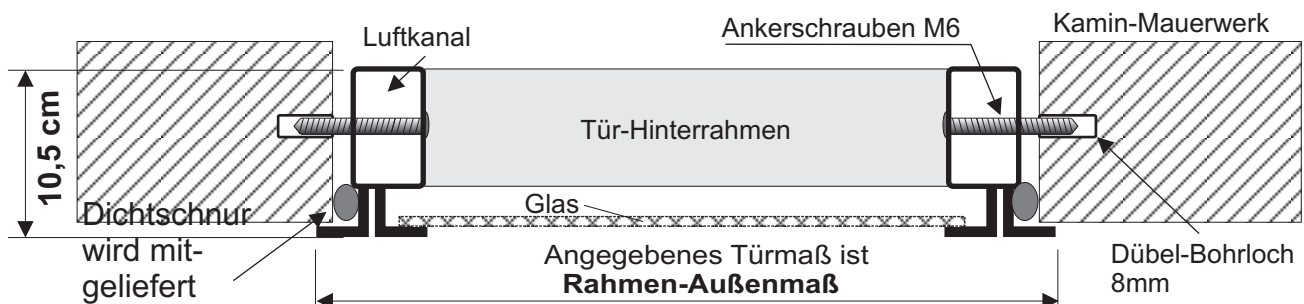 Luftkanal
Ankerschrauben M6
Kamin-Mauerwerk
10,5 cm
Tür-Hinterrahmen
Glas
Dichtschnur
wird mit-
geliefert
Angegebenes Türmaß ist
Rahmen-Außenmaß
Dübel-Bohrloch
8mm